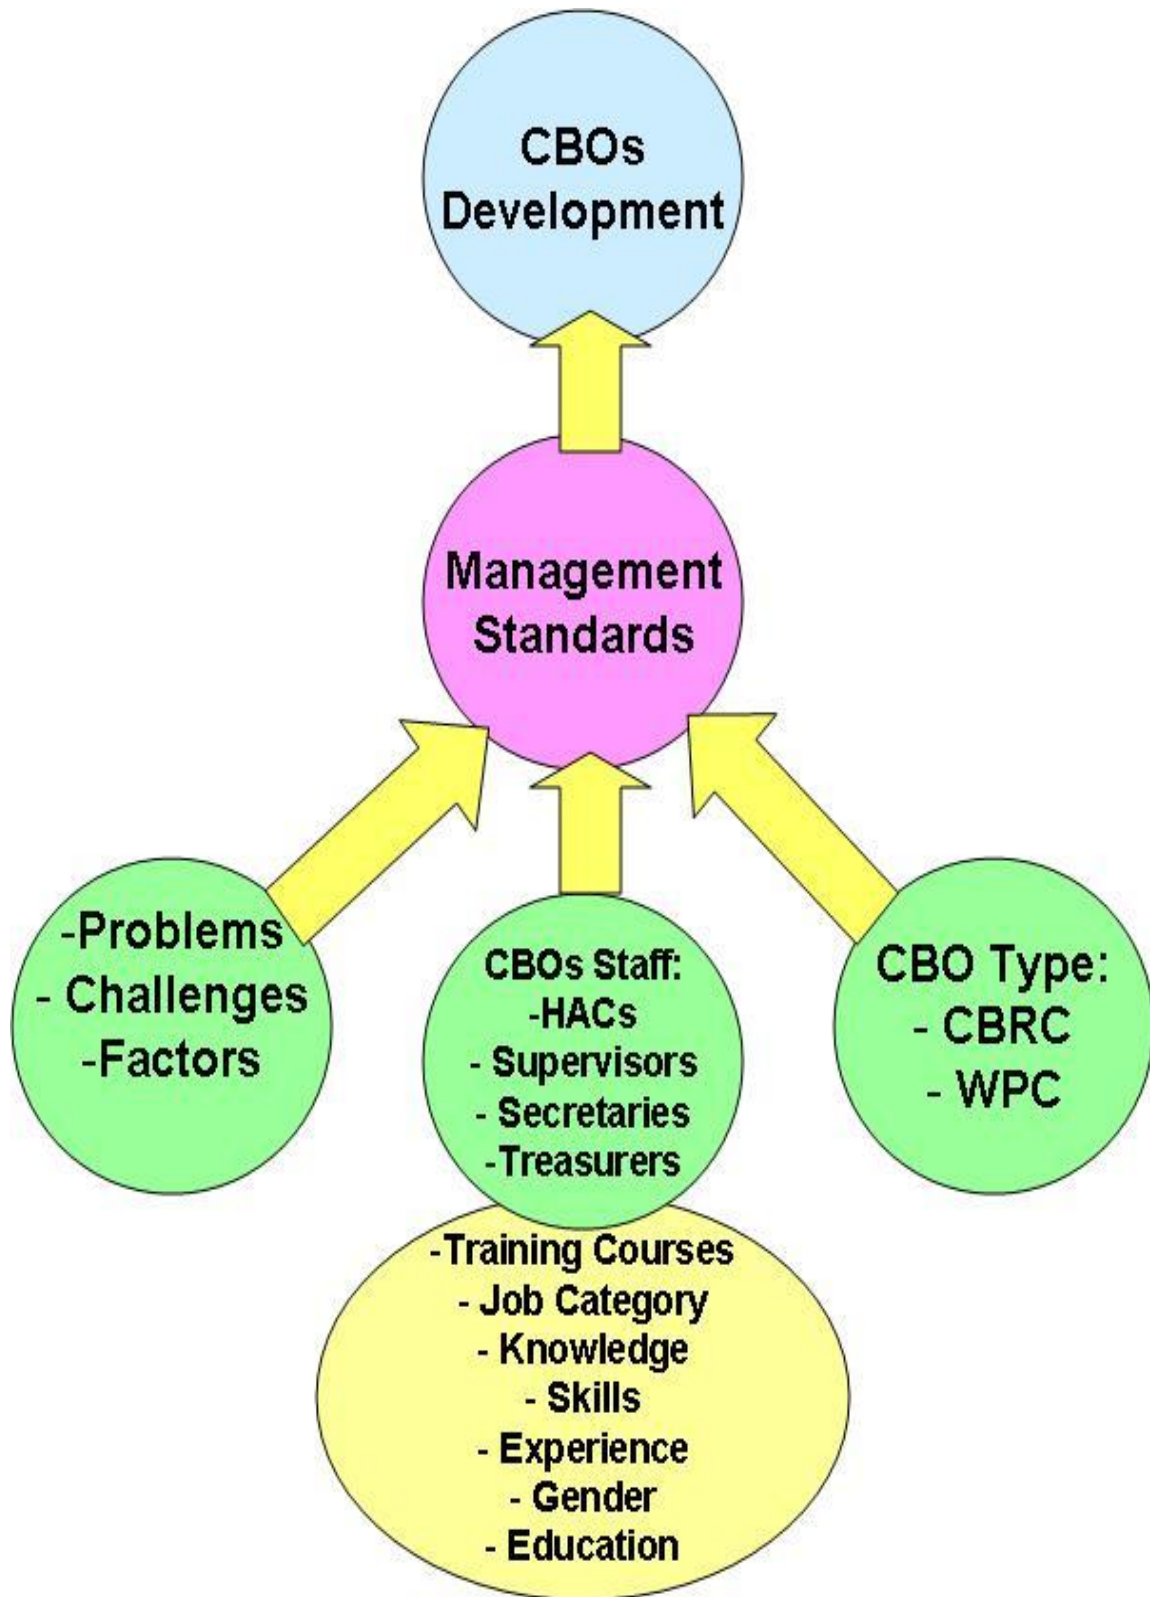 CBOs
Development
Management
Standards
-Problems
- Challenges
-Factors
CBOs Staff:
-HACs
- Supervisors
- Secretaries
-Treasurers
CBO Type:
- CBRC
- WPC
-Training Courses
- Job Category
- Knowledge
- Skills
- Experience
- Gender
- Education